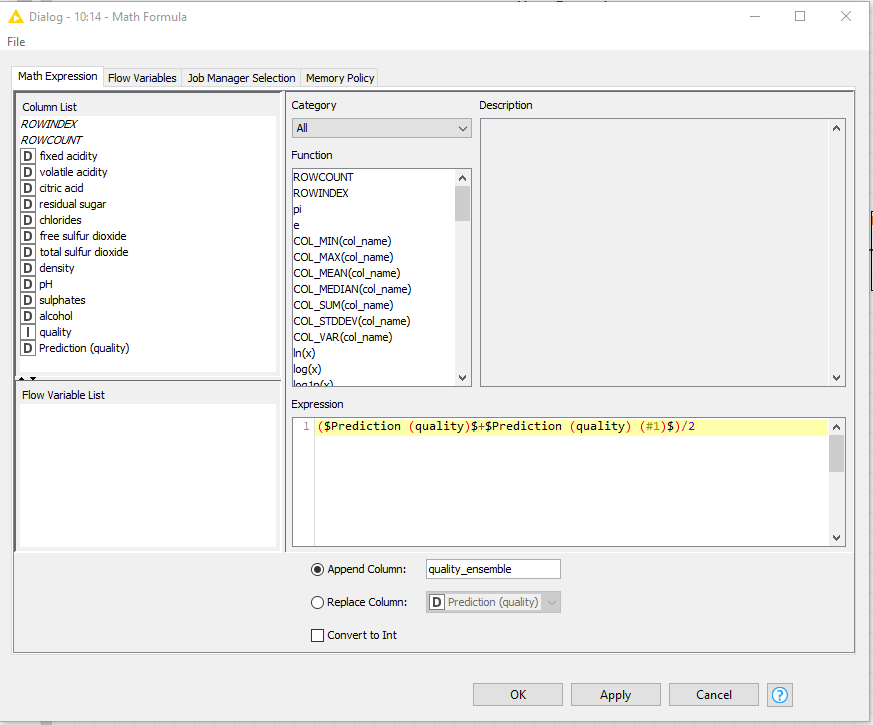 Dialog - 10:14 - Math Formula
File
Math Expression
Flow Variables
Job Manager Selection
Memory Policy
Column List
ROWINDEX
ROWCOUNT
D fixed acidity
D volatile acidity
D citric acid
D residual sugar
D chlorides
D free sulfur dioxide
D total sulfur dioxide
D density
D pH
D sulphates
D alcohol
I quality
D Prediction (quality)
Flow Variable List
Category
All
Function
ROWCOUNT
ROWINDEX
pi
e
COL_MIN(col_name)
COL_MAX(col_name)
COL_MEAN(col_name)
COL_MEDIAN(col_name)
COL_SUM(col_name)
COL_STDDEV(col_name)
COL_VAR(col_name)
ln(x)
log(x)
log1p(x)
Description
Expression
1 ($Prediction (quality)$+$Prediction (quality) (#1)$)/2
Append Column: quality_ensemble
Replace Column: D Prediction (quality)
Convert to Int
OK
Apply
Cancel
?